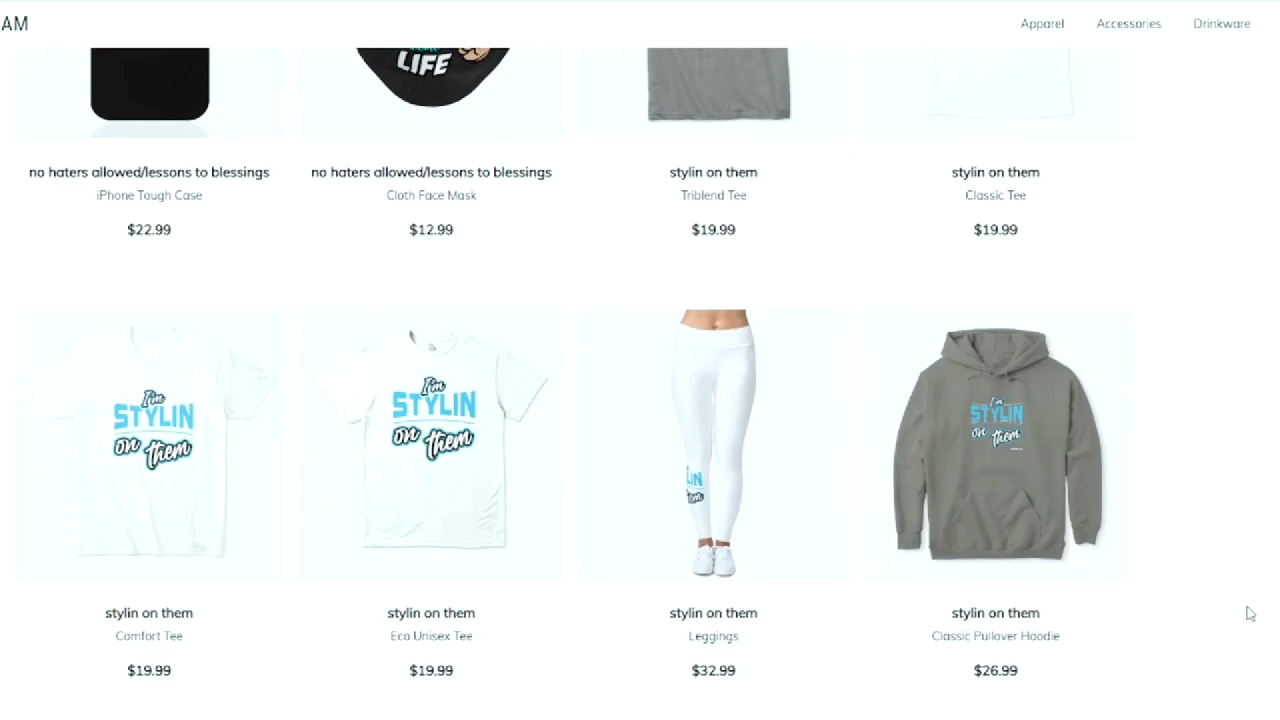 AM
Apparel
Accessories
Drinkware
LIFE
no haters allowed/lessons to blessings
iPhone Tough Case
$22.99
no haters allowed/lessons to blessings
Cloth Face Mask
$12.99
stylin on them
Triblend Tee
$19.99
stylin on them
Classic Tee
$19.99
I'm
STYLIN
on them
I'm
STYLIN
on them
LIN
em
I'm
STYLIN
on them
stylin on them
Comfort Tee
$19.99
stylin on them
Eco Unisex Tee
$19.99
stylin on them
Leggings
$32.99
stylin on them
Classic Pullover Hoodie
$26.99